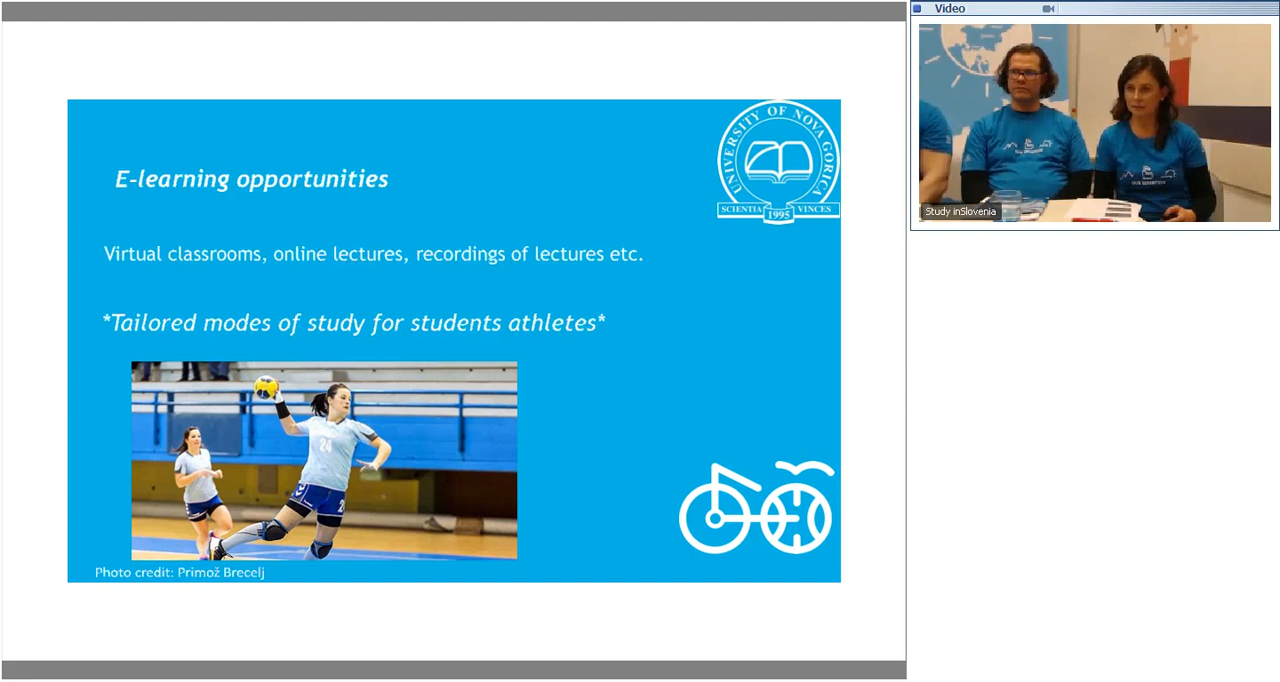 E-learning opportunities
UNIVERSITY OF NOVA GORICA
SCIENTIA 1995 VINCES
Virtual classrooms, online lectures, recordings of lectures etc.
*Tailored modes of study for students athletes*
24
2
Photo credit: Primož Brecelj
Video
Study inSlovenia